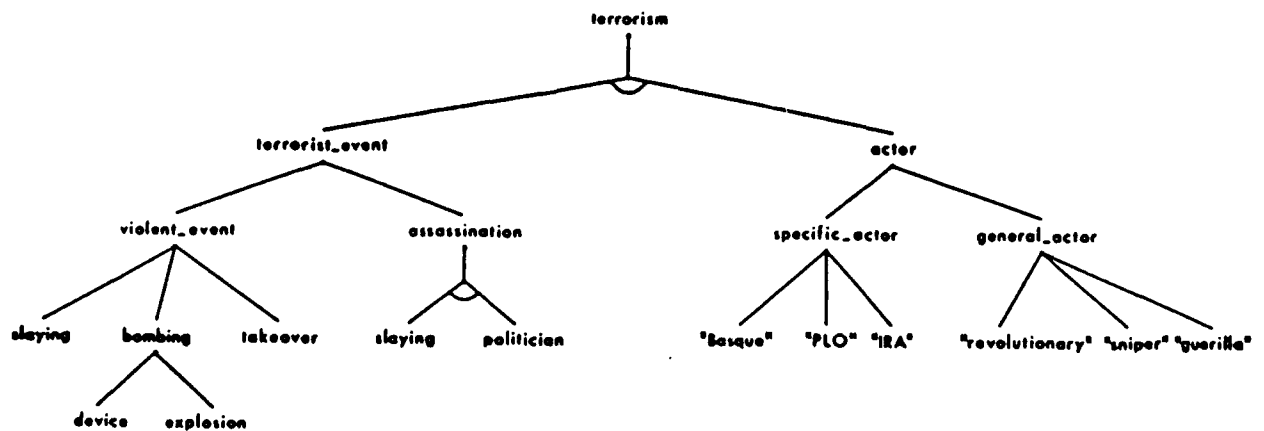 terrorism
terrorist_event actor
violent_event assassination specific_actor general_actor
slaying bombing takeover slaying politician "Basque" "PLO" "IRA" "revolutionary" "sniper" "guerilla"
device explosion